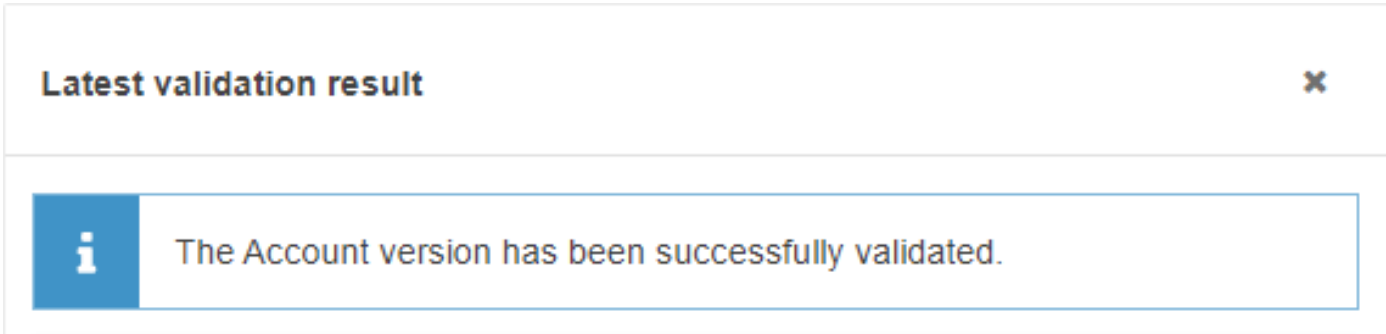 Latest validation result
The Account version has been successfully validated.